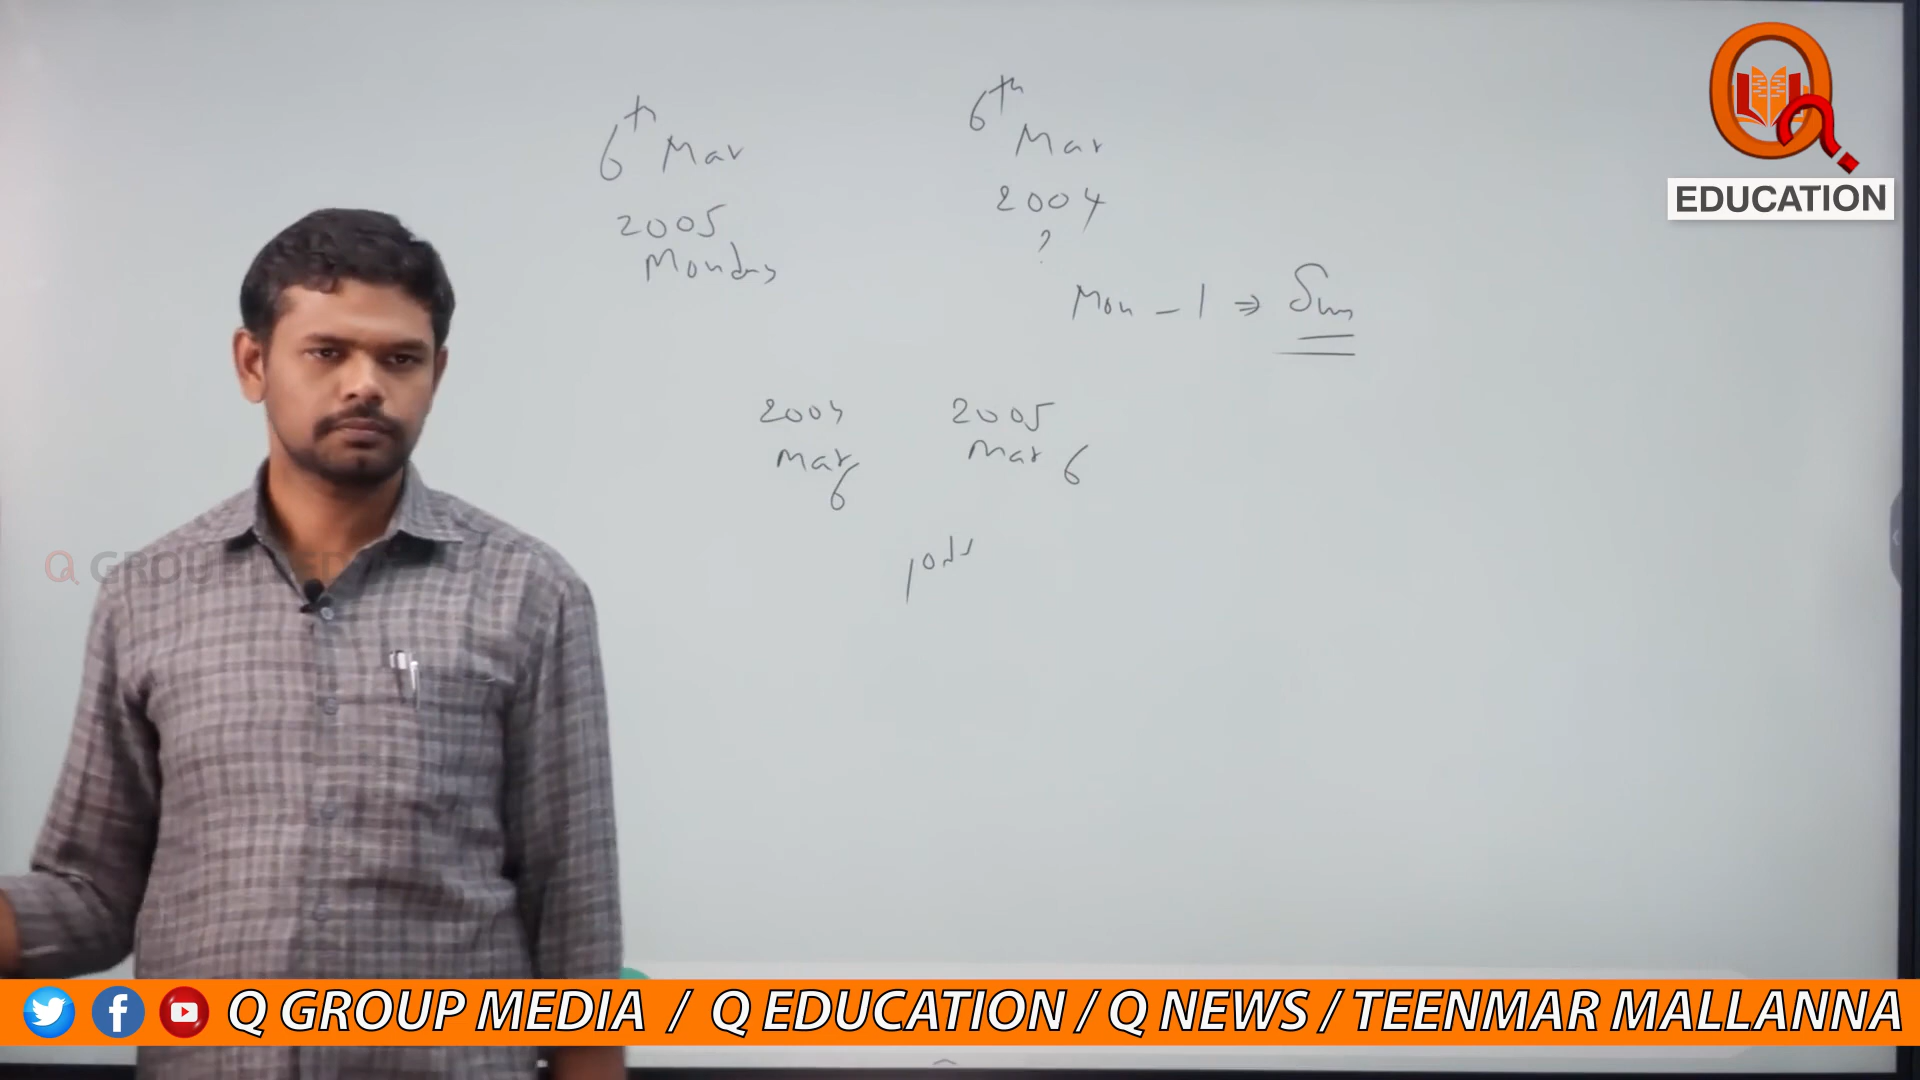 6th Mar
2005
Monday
6th
Mar
2004
?
Mon - 1 ⇒ Sun
2004
Mar
6
2005
Mar 6
1 odd
Q
EDUCATION
Q GROUP
Q GROUP MEDIA / Q EDUCATION / Q NEWS / TEENMAR MALLANNA